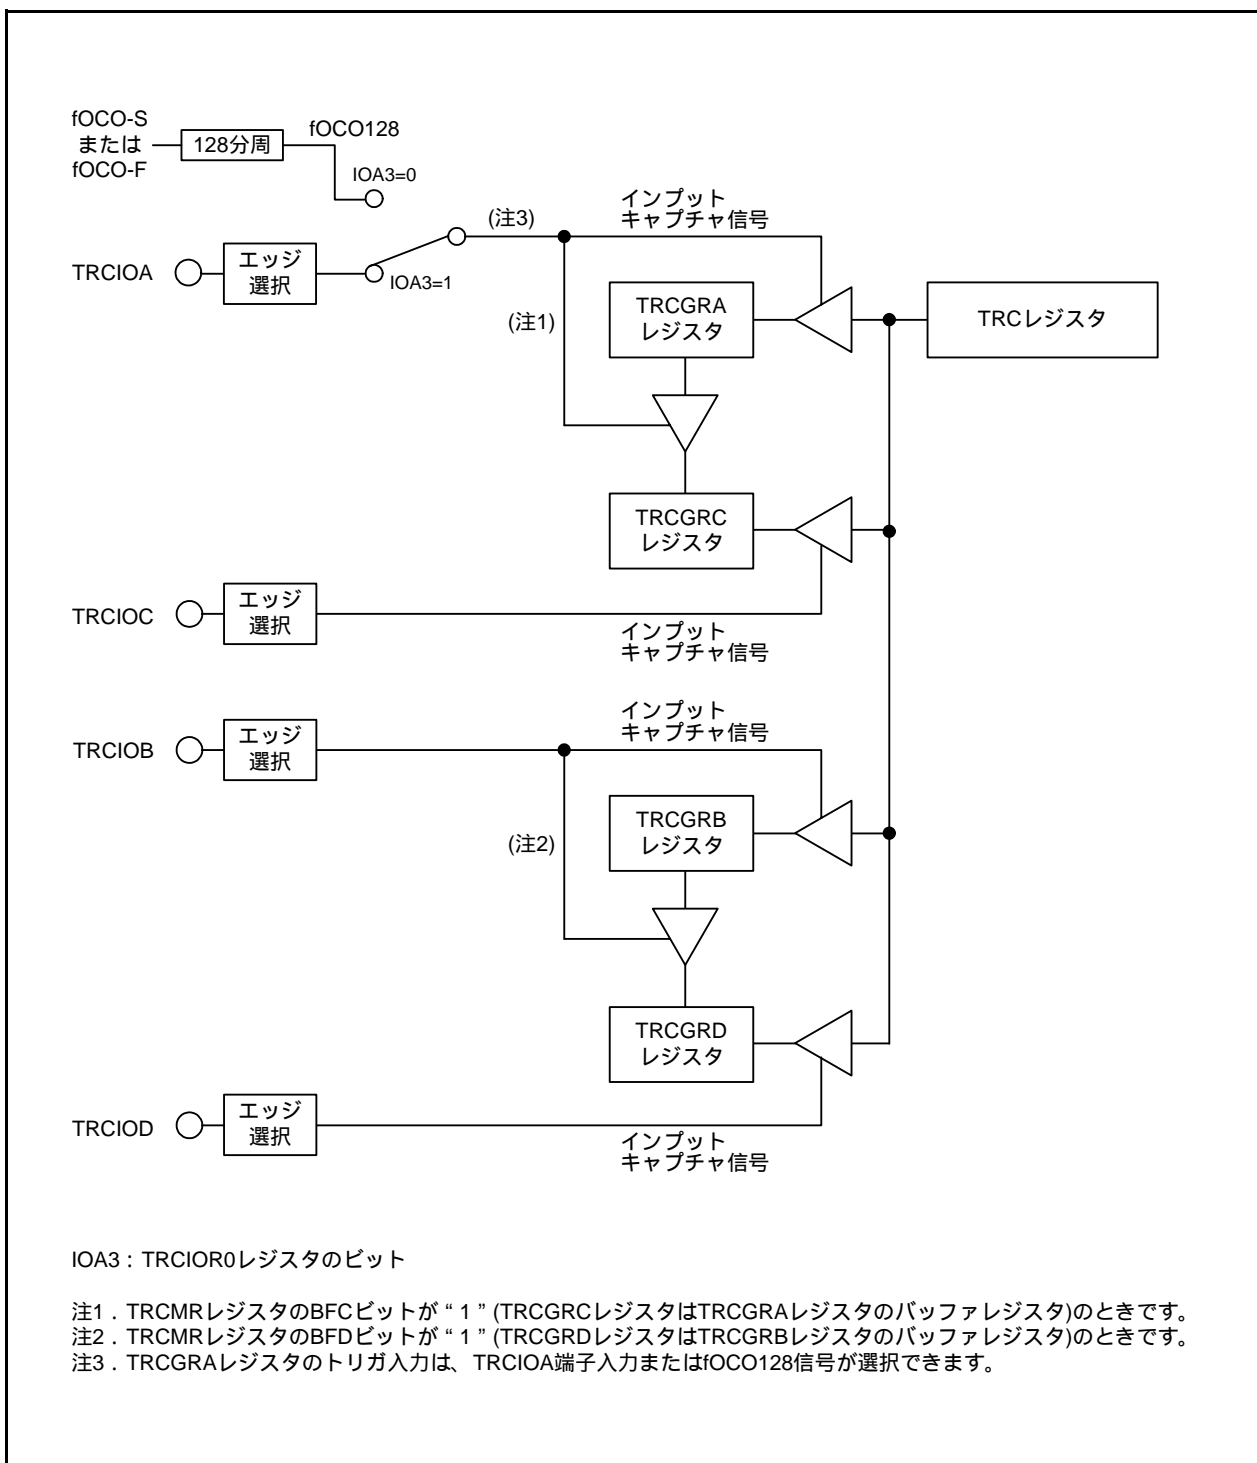 fOCO-S
または
fOCO-F
128分周
fOCO128
IOA3=0
(注3)
インプット
キャプチャ信号
TRCIOA
エッジ
選択
IOA3=1
(注1)
TRCGRA
レジスタ
TRCレジスタ
TRCGRC
レジスタ
TRCIOC
エッジ
選択
インプット
キャプチャ信号
インプット
キャプチャ信号
TRCIOB
エッジ
選択
(注2)
TRCGRB
レジスタ
TRCGRD
レジスタ
TRCIOD
エッジ
選択
インプット
キャプチャ信号
IOA3：TRCIOR0レジスタのビット
注1．TRCMRレジスタのBFCビットが“1”(TRCGRCレジスタはTRCGRAレジスタのバッファレジスタ)のときです。
注2．TRCMRレジスタのBFDビットが“1”(TRCGRDレジスタはTRCGRBレジスタのバッファレジスタ)のときです。
注3．TRCGRAレジスタのトリガ入力は、TRCIOA端子入力またはfOCO128信号が選択できます。